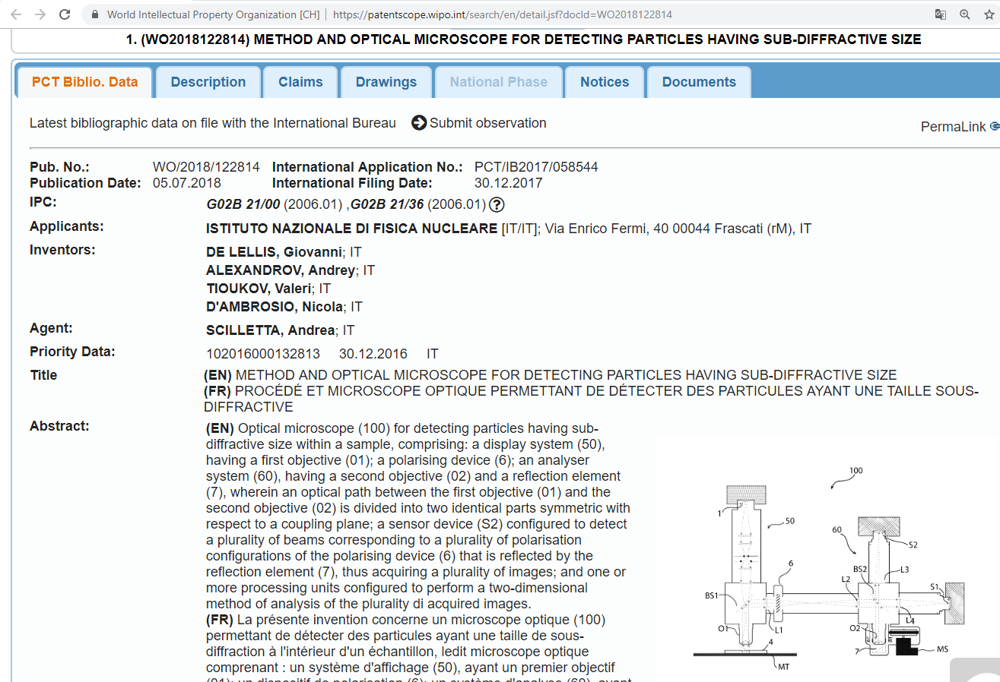 World Intellectual Property Organization [CH] | https://patentscope.wipo.int/search/en/detail.jsf?docId=WO2018122814
1. (WO2018122814) METHOD AND OPTICAL MICROSCOPE FOR DETECTING PARTICLES HAVING SUB-DIFFRACTIVE SIZE
PCT Biblio. Data Description Claims Drawings National Phase Notices Documents
Latest bibliographic data on file with the International Bureau Submit observation
PermaLink
Pub. No.: WO/2018/122814 International Application No.: PCT/IB2017/058544
Publication Date: 05.07.2018 International Filing Date: 30.12.2017
IPC: G02B 21/00 (2006.01) ,G02B 21/36 (2006.01) ?
Applicants: ISTITUTO NAZIONALE DI FISICA NUCLEARE [IT/IT]; Via Enrico Fermi, 40 00044 Frascati (rM), IT
Inventors: DE LELLIS, Giovanni; IT
ALEXANDROV, Andrey; IT
TIOUKOV, Valeri; IT
D'AMBROSIO, Nicola; IT
Agent: SCILLETTA, Andrea; IT
Priority Data: 102016000132813 30.12.2016 IT
Title (EN) METHOD AND OPTICAL MICROSCOPE FOR DETECTING PARTICLES HAVING SUB-DIFFRACTIVE SIZE
(FR) PROCÉDÉ ET MICROSCOPE OPTIQUE PERMETTANT DE DÉTECTER DES PARTICULES AYANT UNE TAILLE SOUS-
DIFFRACTIVE
Abstract: (EN) Optical microscope (100) for detecting particles having sub-
diffractive size within a sample, comprising: a display system (50),
having a first objective (01); a polarising device (6); an analyser
system (60), having a second objective (02) and a reflection element
(7), wherein an optical path between the first objective (01) and the
second objective (02) is divided into two identical parts symmetric with
respect to a coupling plane; a sensor device (S2) configured to detect
a plurality of beams corresponding to a plurality of polarisation
configurations of the polarising device (6) that is reflected by the
reflection element (7), thus acquiring a plurality of images; and one or
more processing units configured to perform a two-dimensional
method of analysis of the plurality di acquired images.
(FR) La présente invention concerne un microscope optique (100)
permettant de détecter des particules ayant une taille de sous-
diffraction à l'intérieur d'un échantillon, ledit microscope optique
comprenant : un système d'affichage (50), ayant un premier objectif
(01); un dispositif de polarisation (6); un système d'analyse (60), ayant
100
1
50
60
S2
6
BS2
L3
L2
S1
BS1
L4
O1
L1
O2
4
7
MS
MT